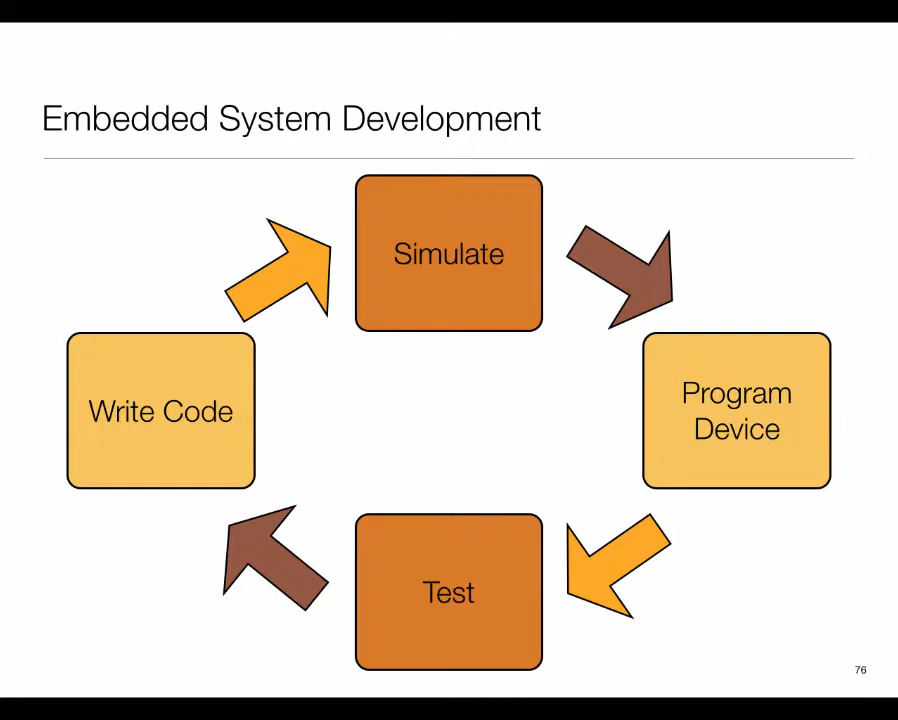 Embedded System Development
Simulate
Write Code
Program
Device
Test
76